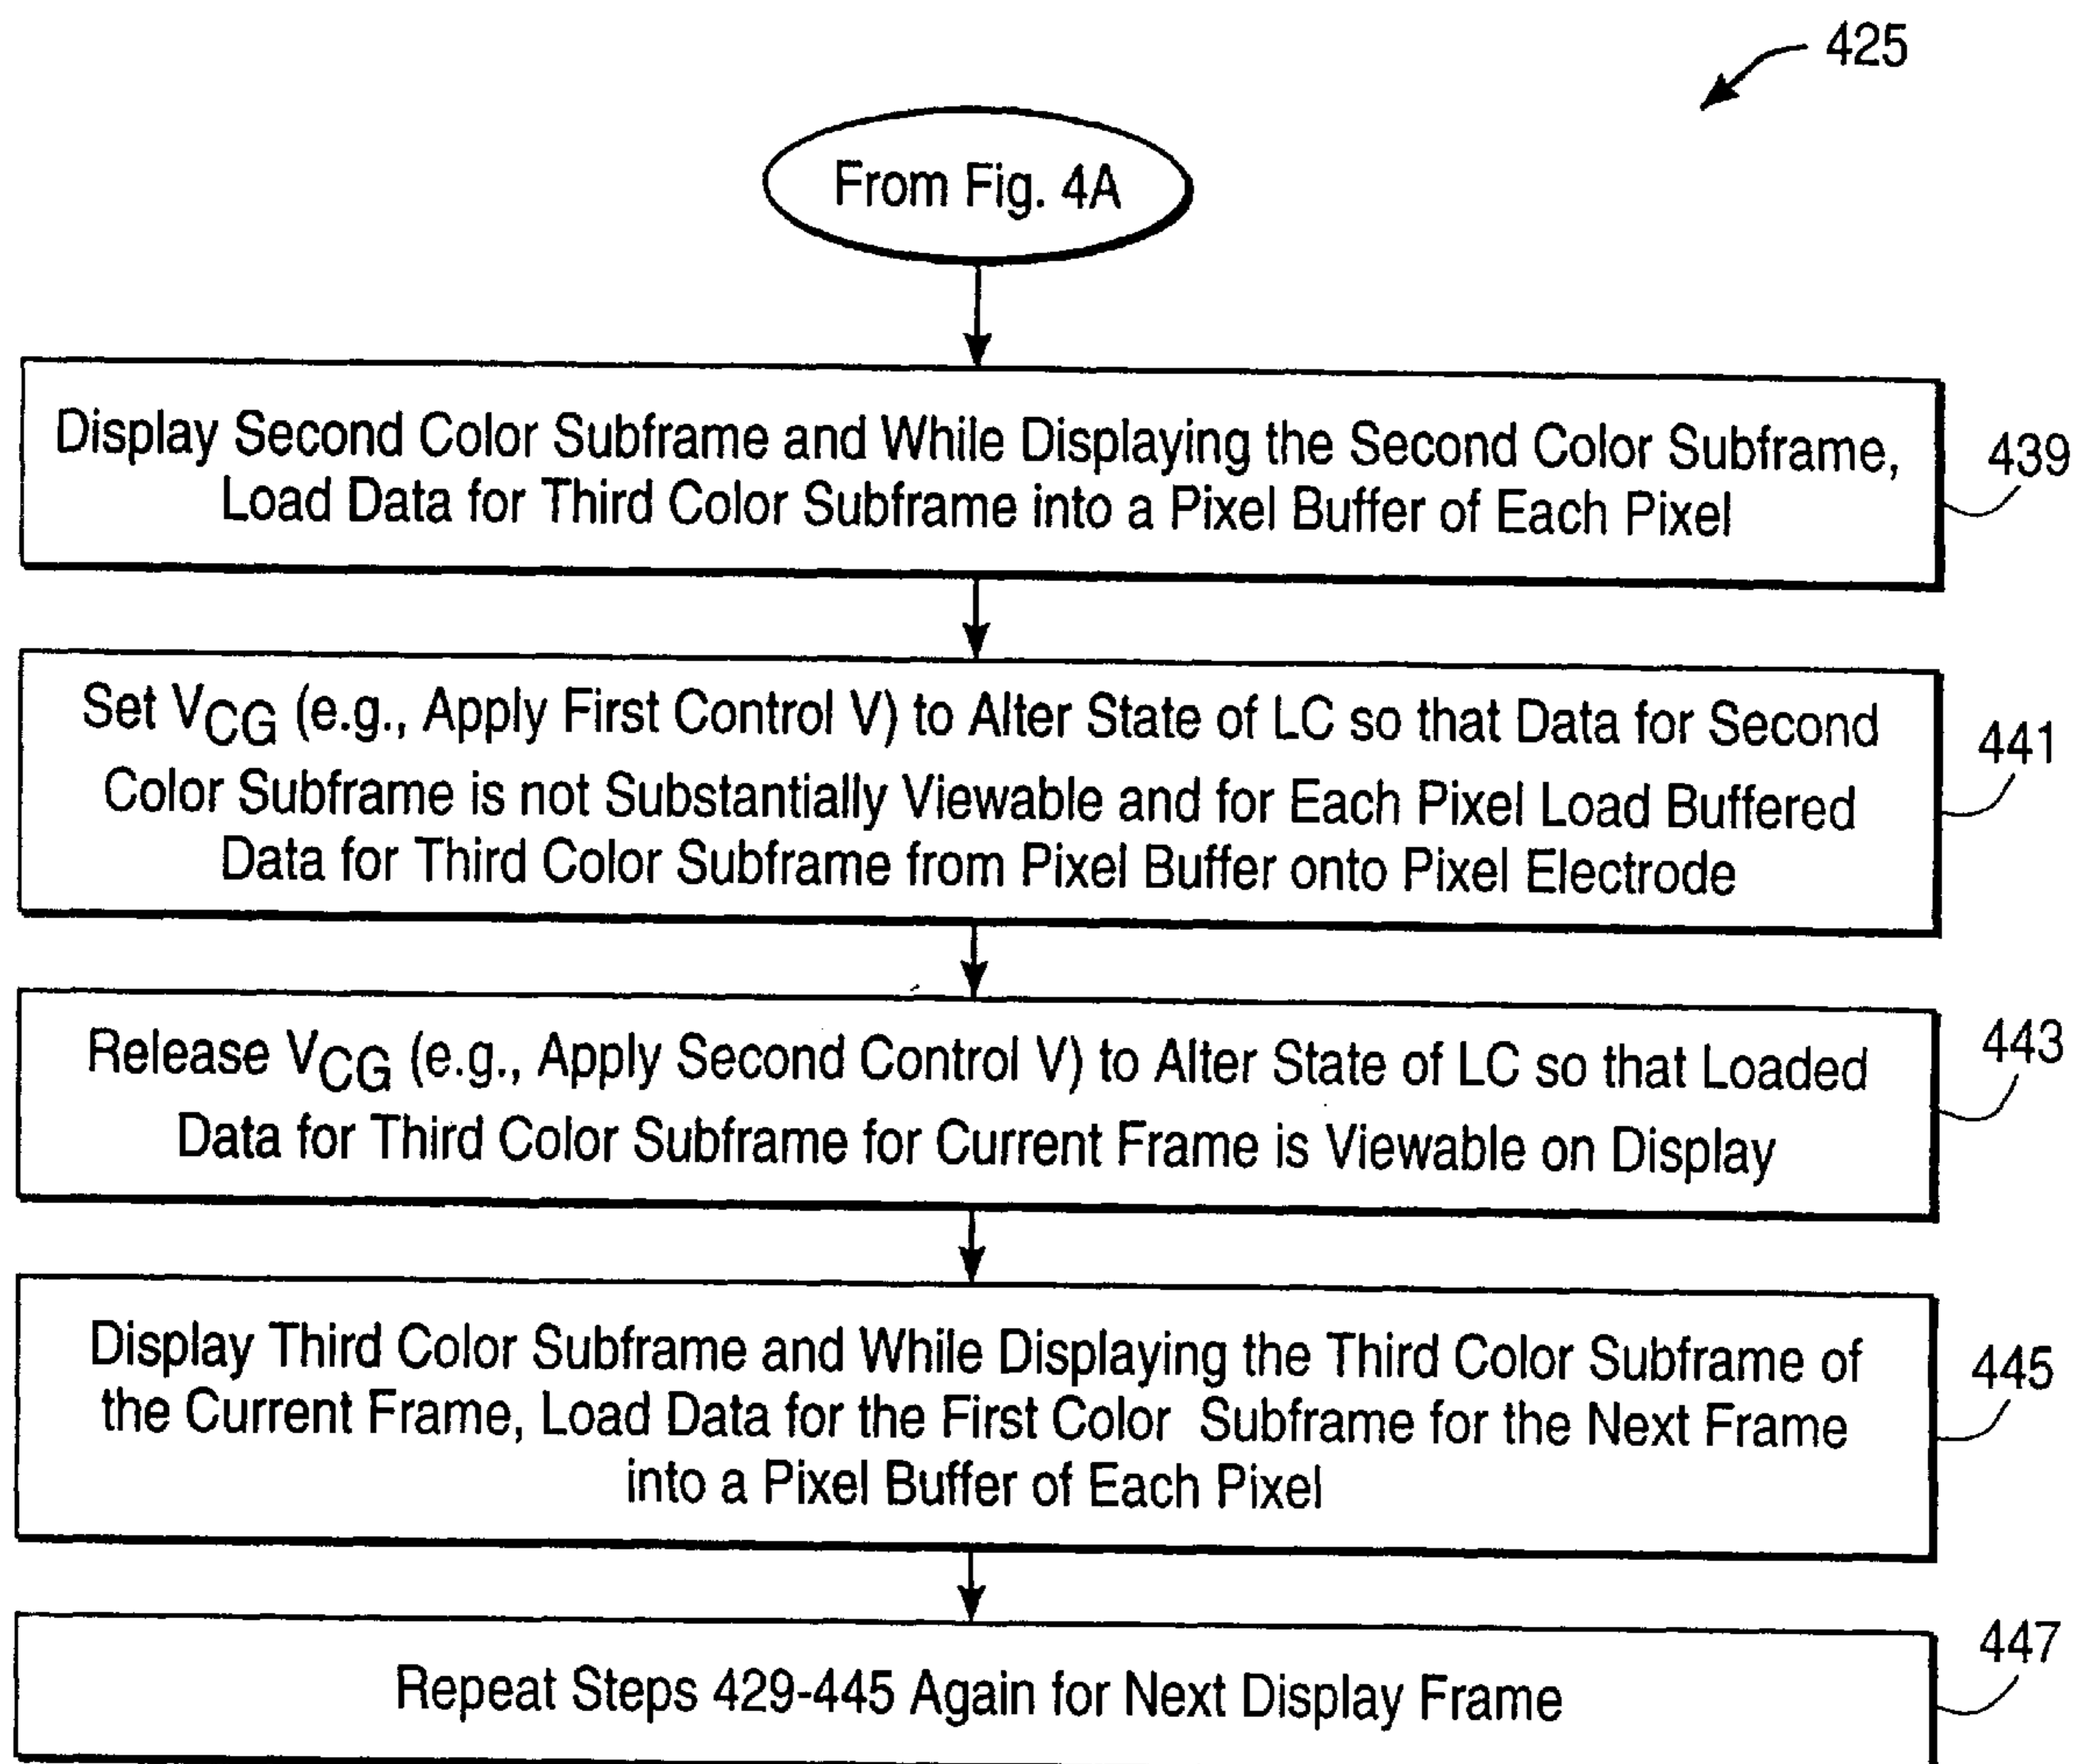 425
From Fig. 4A
Display Second Color Subframe and While Displaying the Second Color Subframe,
Load Data for Third Color Subframe into a Pixel Buffer of Each Pixel
439
Set VCG (e.g., Apply First Control V) to Alter State of LC so that Data for Second
Color Subframe is not Substantially Viewable and for Each Pixel Load Buffered
Data for Third Color Subframe from Pixel Buffer onto Pixel Electrode
441
Release VCG (e.g., Apply Second Control V) to Alter State of LC so that Loaded
Data for Third Color Subframe for Current Frame is Viewable on Display
443
Display Third Color Subframe and While Displaying the Third Color Subframe of
the Current Frame, Load Data for the First Color Subframe for the Next Frame
into a Pixel Buffer of Each Pixel
445
Repeat Steps 429-445 Again for Next Display Frame
447